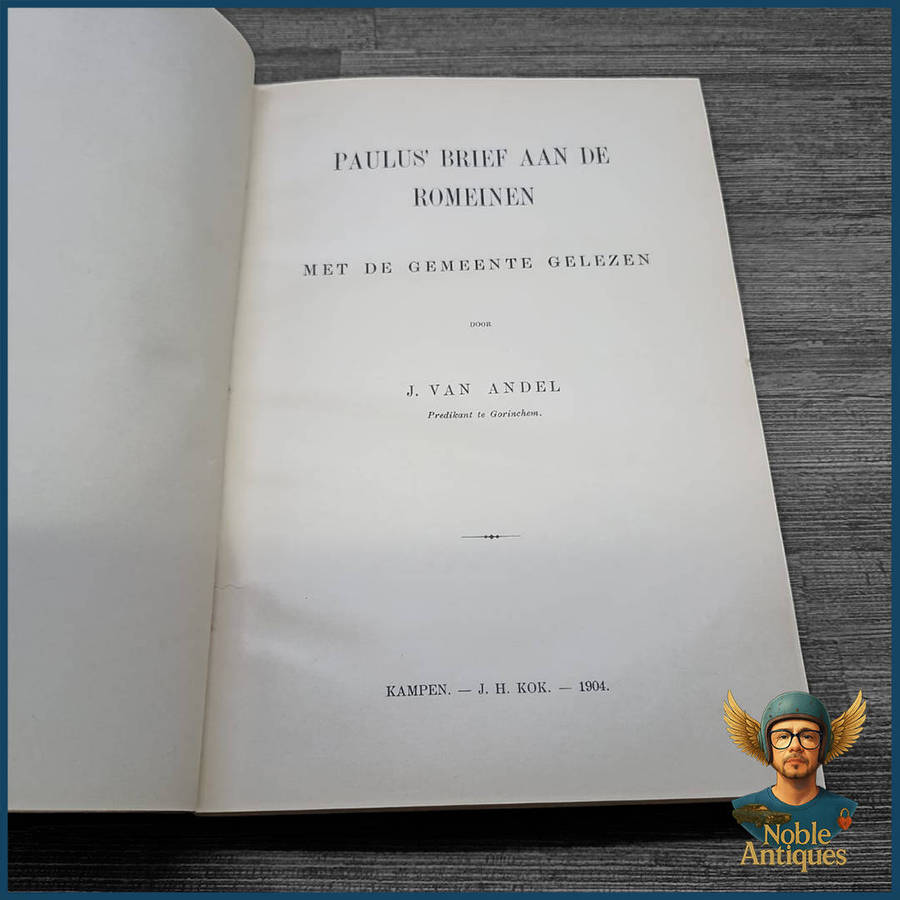 PAULUS' BRIEF AAN DE
ROMEINEN
MET DE GEMEENTE GELEZEN
DOOR
J. VAN ANDEL
Predikant te Gorinchem.
KAMPEN. — J. H. KOK. — 1904.
Noble
Antiques